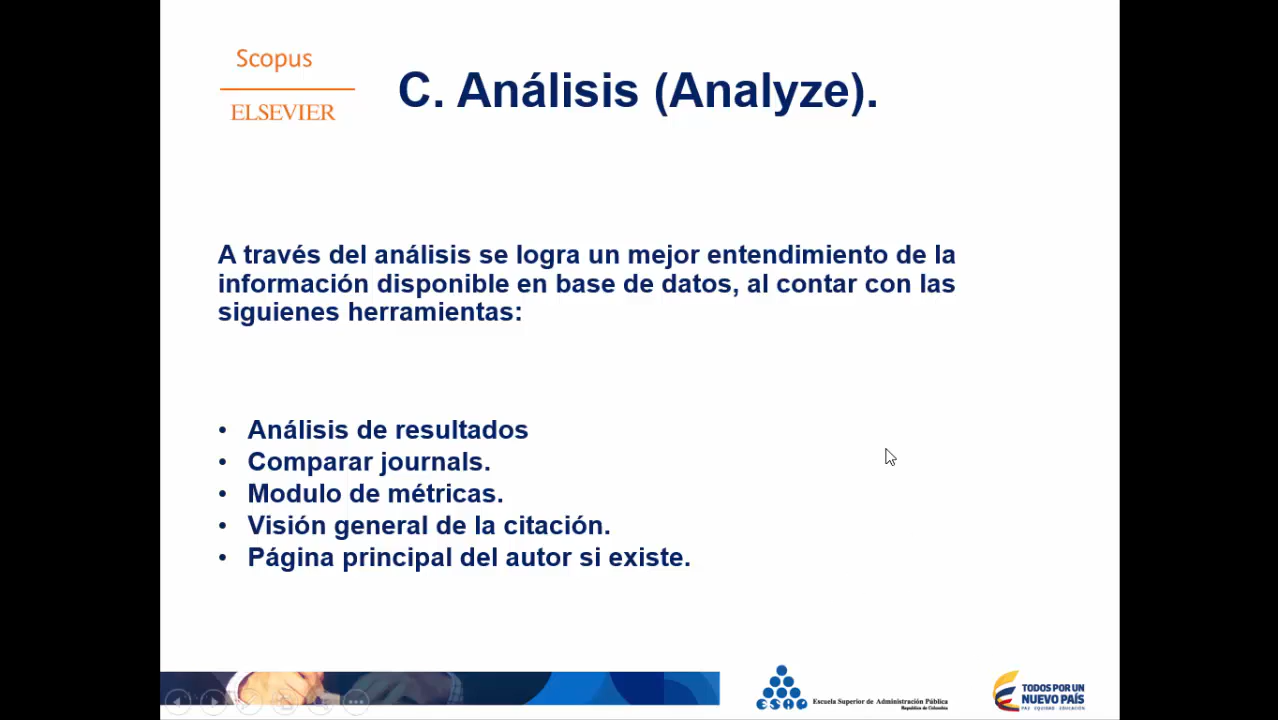 Scopus
ELSEVIER
C. Análisis (Analyze).
A través del análisis se logra un mejor entendimiento de la
información disponible en base de datos, al contar con las
siguienes herramientas:
• Análisis de resultados
• Comparar journals.
• Modulo de métricas.
• Visión general de la citación.
• Página principal del autor si existe.
ESAP
Escuela Superior de Administración Pública
República de Colombia
TODOS POR UN
NUEVO PAÍS
PAZ EQUIDAD EDUCACIÓN